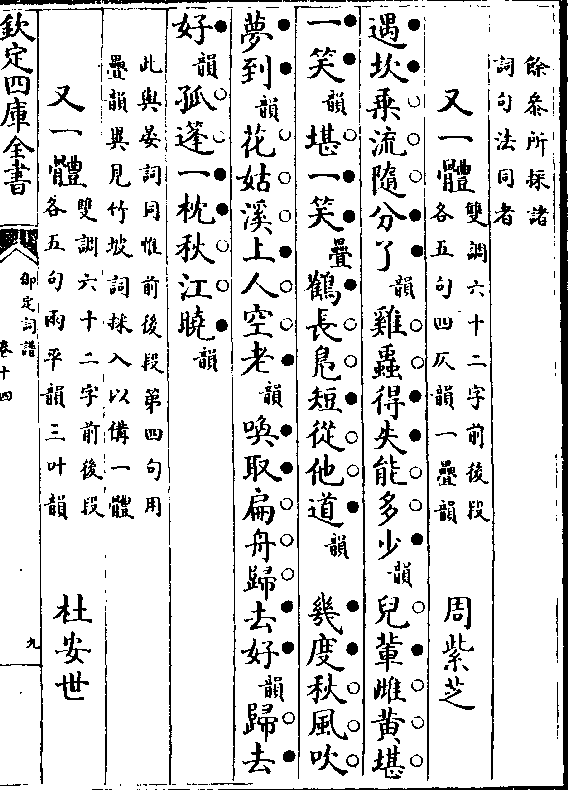 餘參所採諸
詞句法同者
又一體 雙調六十二字前後段
各五句四仄韻一疊韻 周紫芝
遇坎乘流隨分了韻雞蟲得失能多少韻兒輩雌黃堪
一笑韻堪一笑疊鶴長鳧短從他道韻 幾度秋風吹
夢到韻花姑溪上人空老韻喚取扁舟歸去好韻歸去
好韻孤蓬一枕秋江曉韻
此與晏詞同惟前後段第四句用
疊韻異見竹坡詞採入以備一體
又一體 雙調六十二字前後段
各五句兩平韻三叶韻 杜安世
欽定四庫全書
御定詞譜
卷十四
九